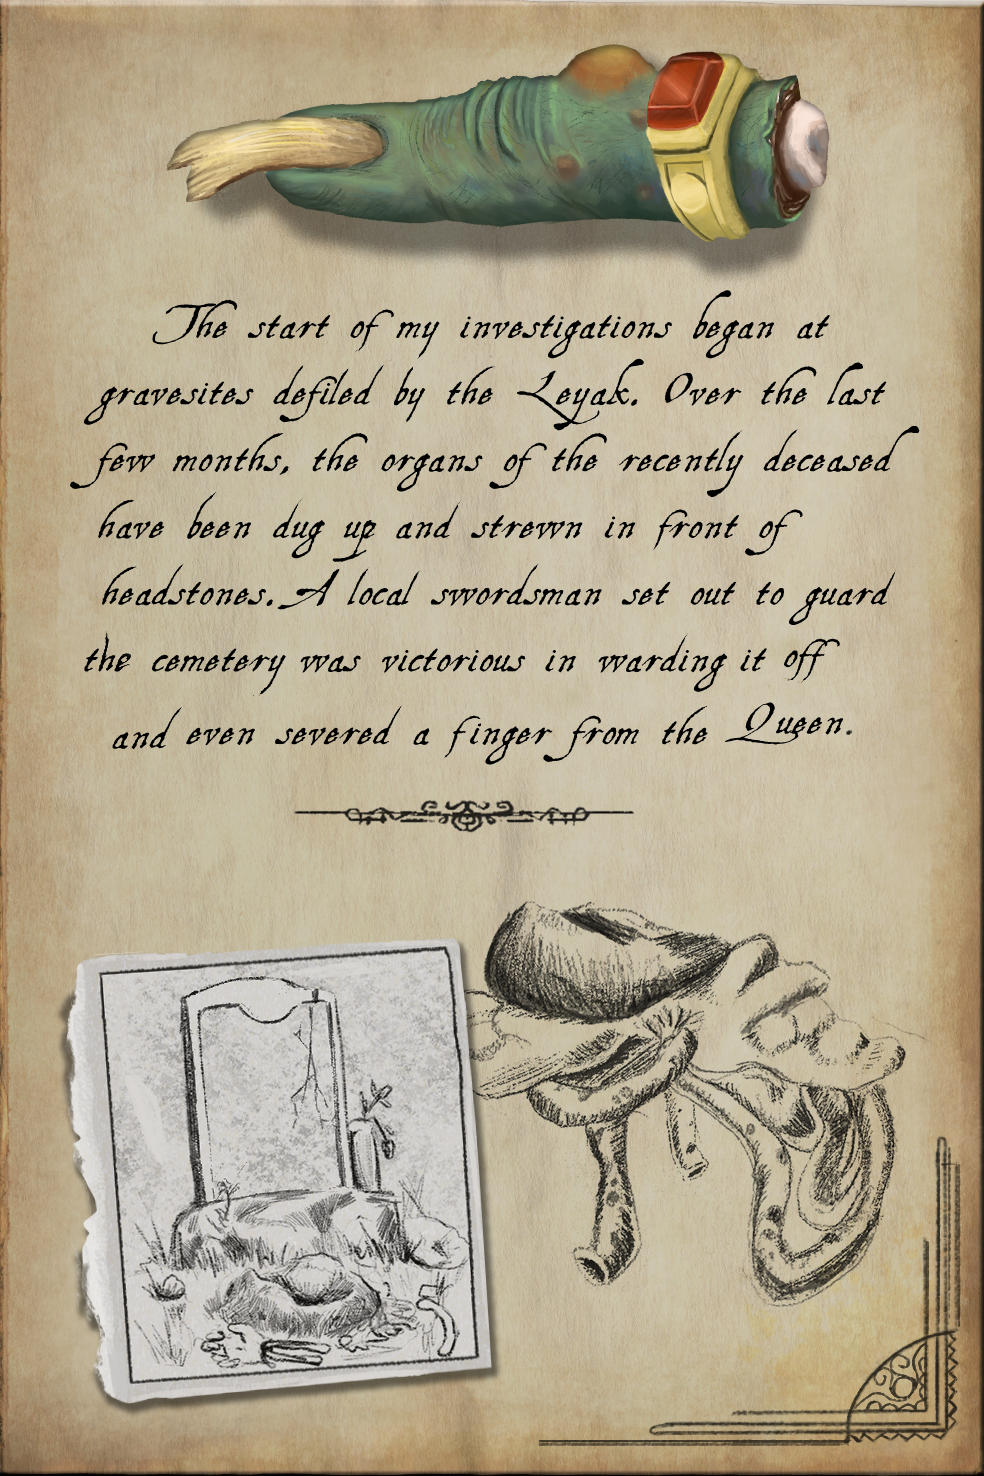 The start of my investigations began at
gravesites defiled by the Leyak. Over the last
few months, the organs of the recently deceased
have been dug up and strewn in front of
headstones. A local swordsman set out to guard
the cemetery was victorious in warding it off
and even severed a finger from the Queen.